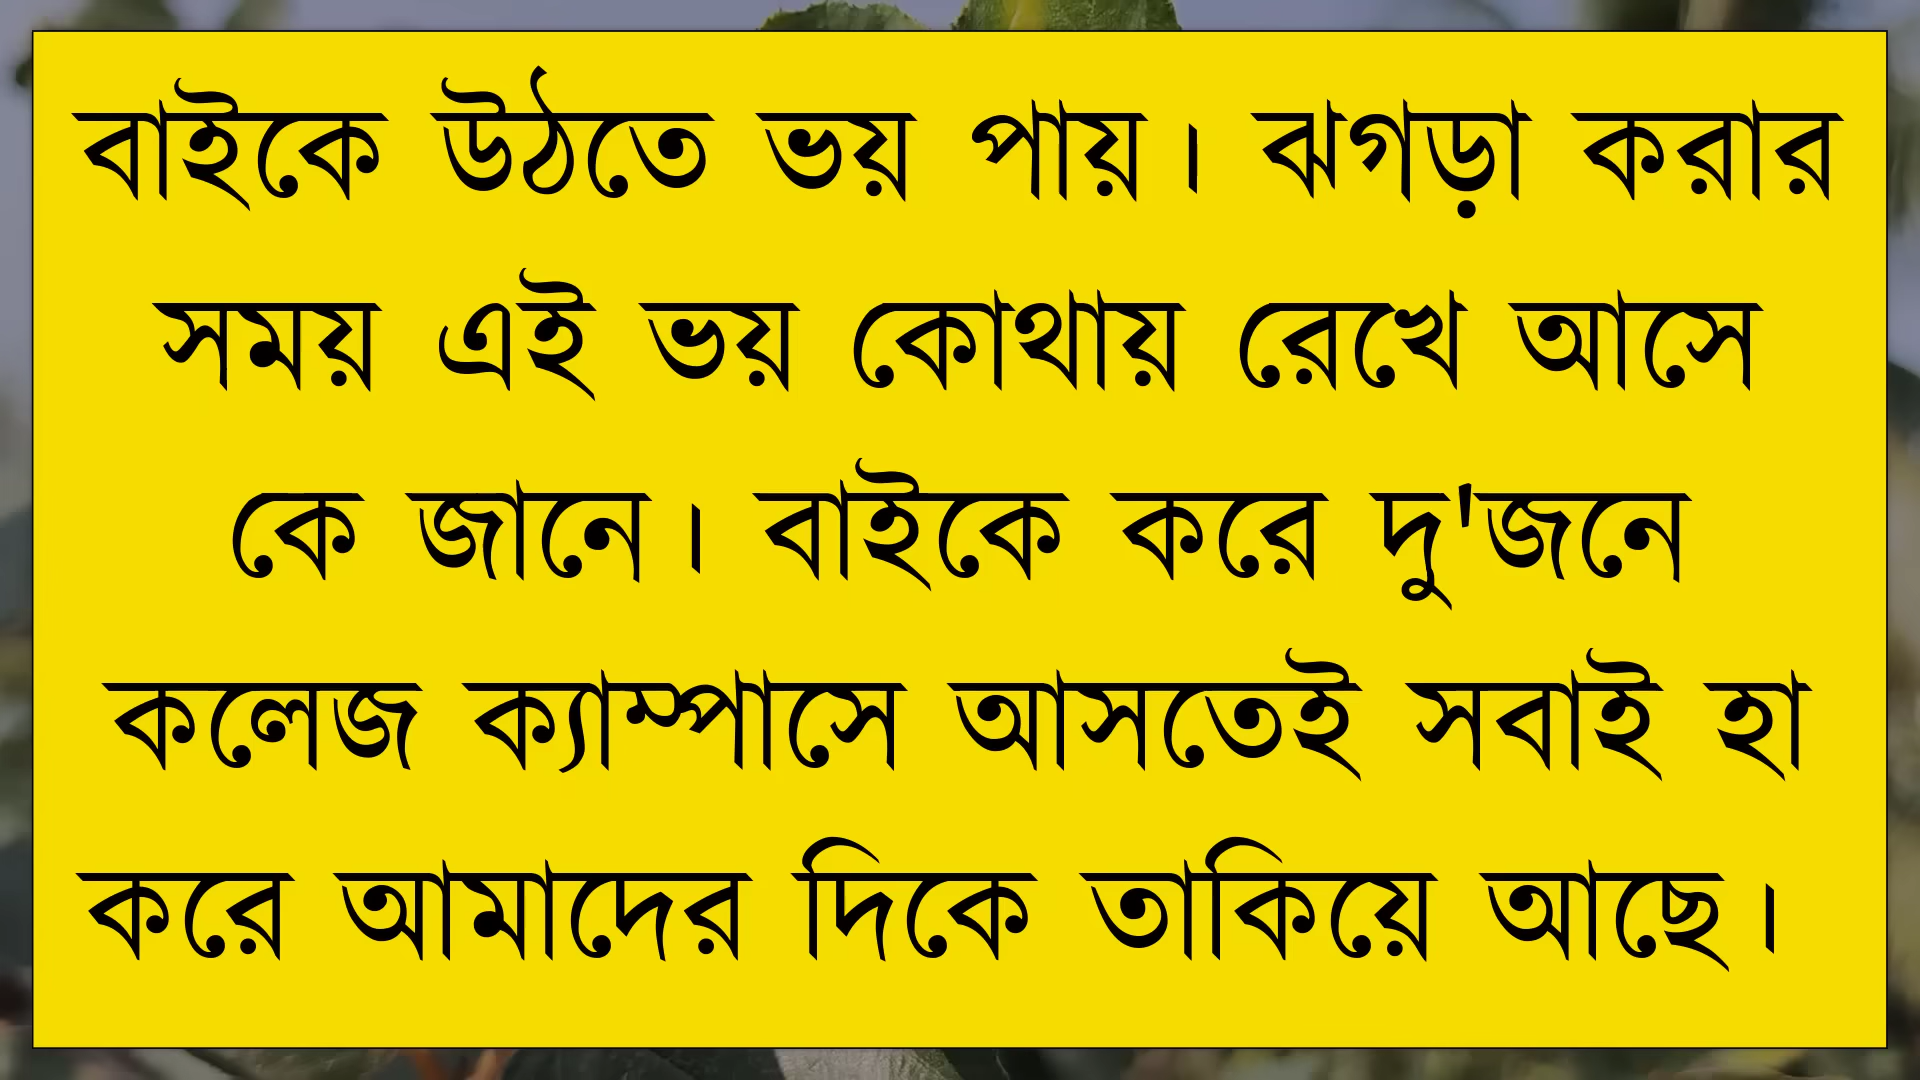 বাইকে উঠতে ভয় পায়। ঝগড়া করার
সময় এই ভয় কোথায় রেখে আসে
কে জানে। বাইকে করে দু'জনে
কলেজ ক্যাম্পাসে আসতেই সবাই হা
করে আমাদের দিকে তাকিয়ে আছে।